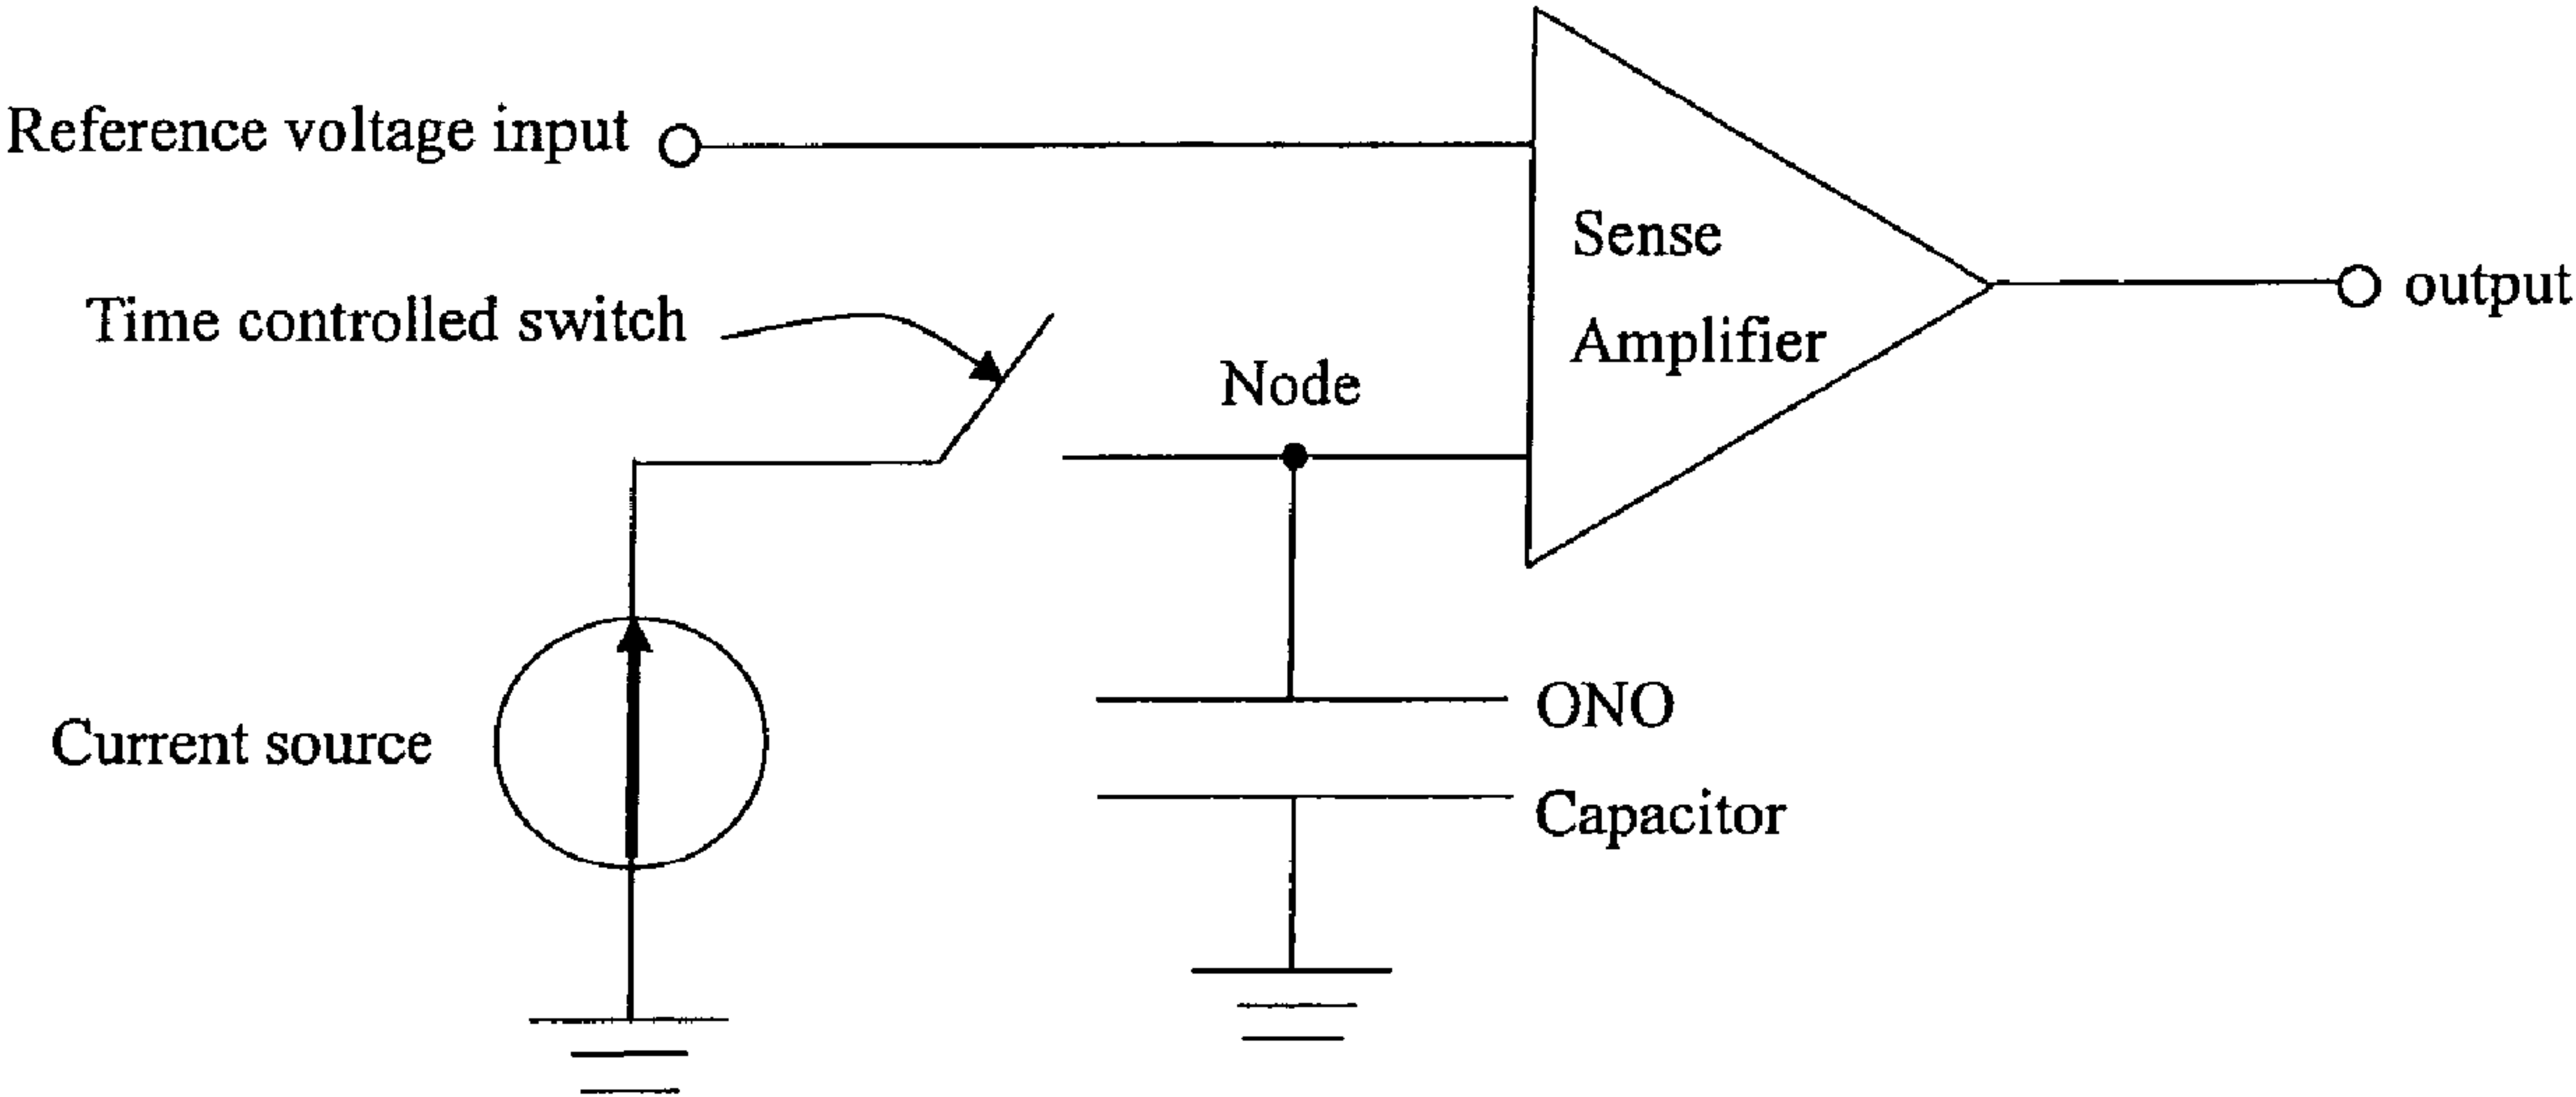 Reference voltage input
Sense
Amplifier
output
Time controlled switch
Node
Current source
ONO
Capacitor